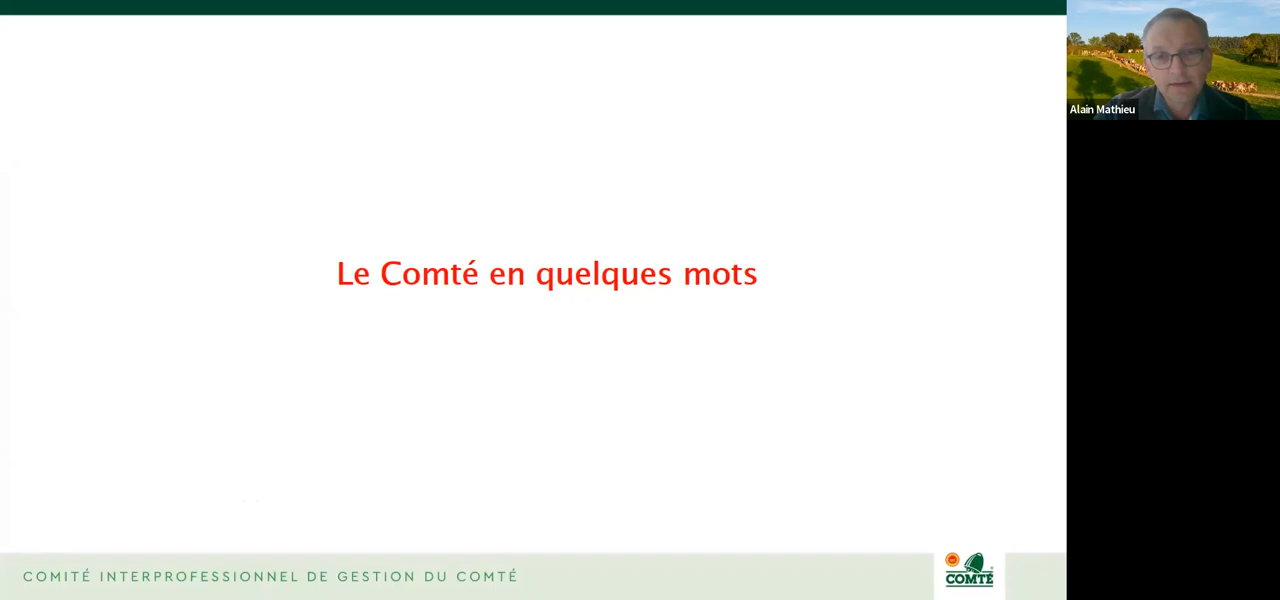 Le Comté en quelques mots
Alain Mathieu
COMITÉ INTERPROFESSIONNEL DE GESTION DU COMTÉ
COMTÉ